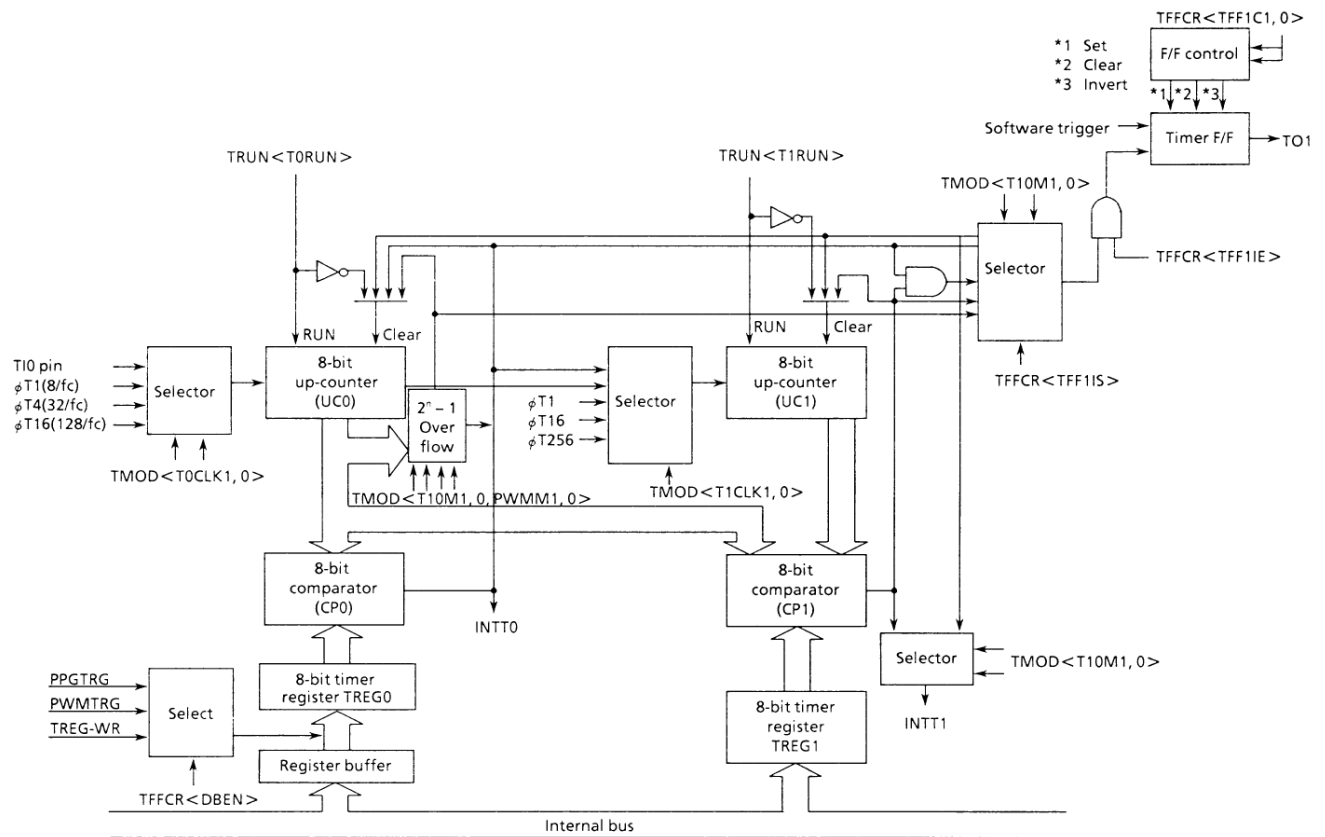 TFFCR<TFF1C1, 0>
*1 Set
*2 Clear
*3 Invert
F/F control
*1 *2 *3
Software trigger
Timer F/F
TO1
TRUN<T0RUN>
TRUN<T1RUN>
TMOD<T10M1, 0>
Selector
TFFCR<TFF1IE>
RUN
Clear
RUN
Clear
TFFCR<TFF1IS>
TI0 pin
φT1(8/fc)
φT4(32/fc)
φT16(128/fc)
Selector
8-bit
up-counter
(UC0)
2ⁿ – 1
Over
flow
φT1
φT16
φT256
Selector
8-bit
up-counter
(UC1)
TMOD<T0CLK1, 0>
TMOD<T10M1, 0, PWMM1, 0>
TMOD<T1CLK1, 0>
8-bit
comparator
(CP0)
INTT0
8-bit
comparator
(CP1)
Selector
TMOD<T10M1, 0>
INTT1
PPGTRG
PWMTRG
TREG-WR
Select
8-bit timer
register TREG0
8-bit timer
register
TREG1
Register buffer
TFFCR<DBEN>
Internal bus